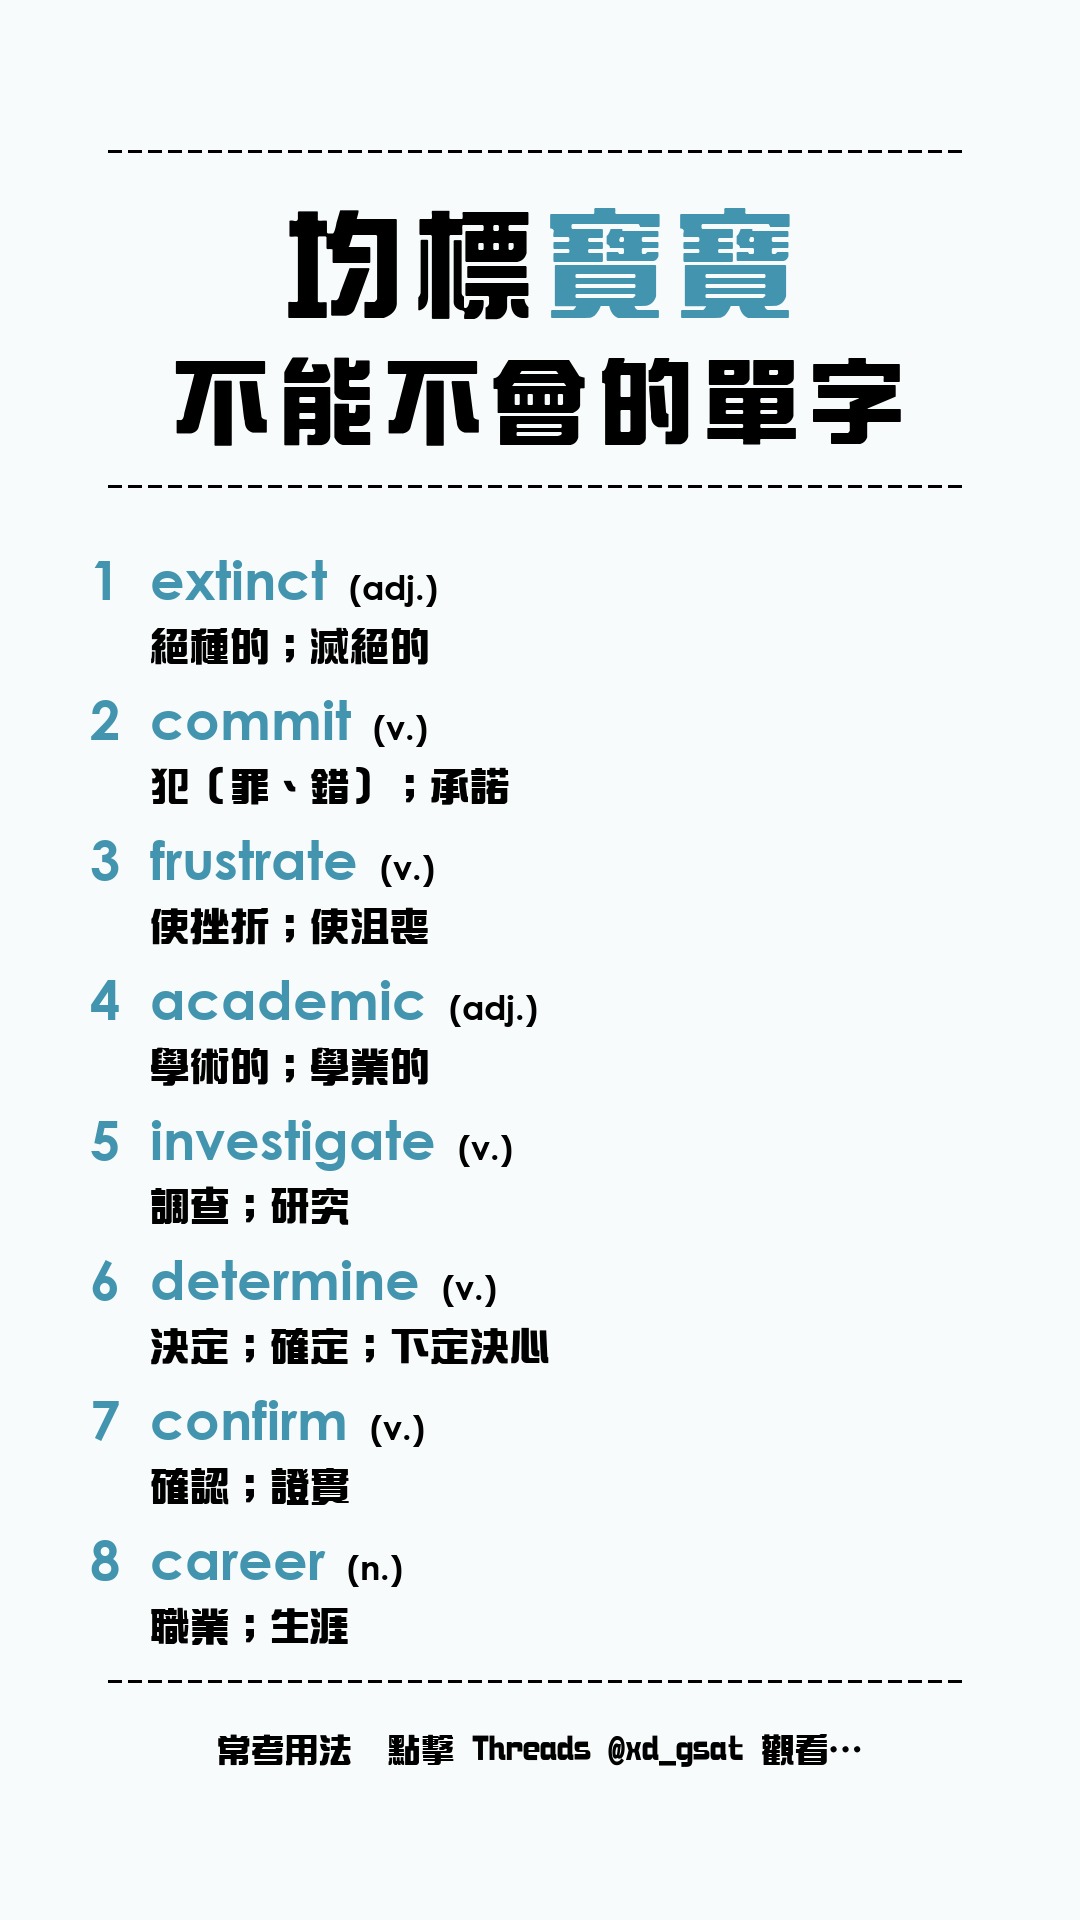 均標寶寶
不能不會的單字
1 extinct (adj.)
絕種的；滅絕的
2 commit (v.)
犯（罪、錯）；承諾
3 frustrate (v.)
使挫折；使沮喪
4 academic (adj.)
學術的；學業的
5 investigate (v.)
調查；研究
6 determine (v.)
決定；確定；下定決心
7 confirm (v.)
確認；證實
8 career (n.)
職業；生涯
常考用法 點擊 Threads @xd_gsat 觀看…